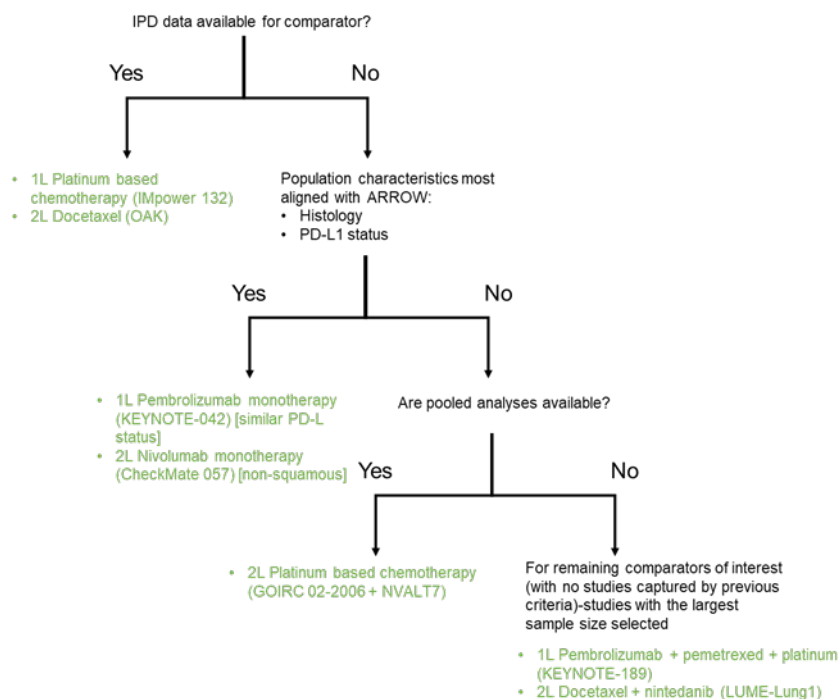 IPD data available for comparator?
Yes
No
• 1L Platinum based
chemotherapy (IMpower 132)
• 2L Docetaxel (OAK)
Population characteristics most
aligned with ARROW:
• Histology
• PD-L1 status
Yes
No
• 1L Pembrolizumab monotherapy
(KEYNOTE-042) [similar PD-L
status]
• 2L Nivolumab monotherapy
(CheckMate 057) [non-squamous]
Are pooled analyses available?
Yes
No
• 2L Platinum based chemotherapy
(GOIRC 02-2006 + NVALT7)
For remaining comparators of interest
(with no studies captured by previous
criteria)-studies with the largest
sample size selected
• 1L Pembrolizumab + pemetrexed + platinum
(KEYNOTE-189)
• 2L Docetaxel + nintedanib (LUME-Lung1)